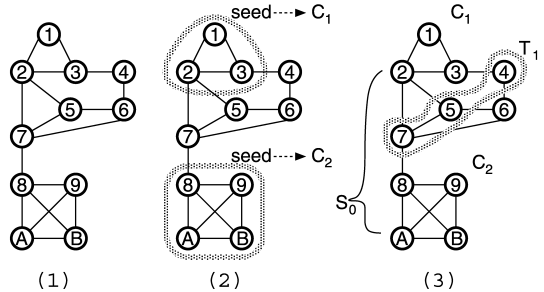 seed C1
1 1 1 C1
T1
2 3 4 2 3 4 2 3 4
5 6 5 6 5 6
7 7 7
seed C2
C2
8 9 8 9 8 9
S0
A B A B A B
(1) (2) (3)